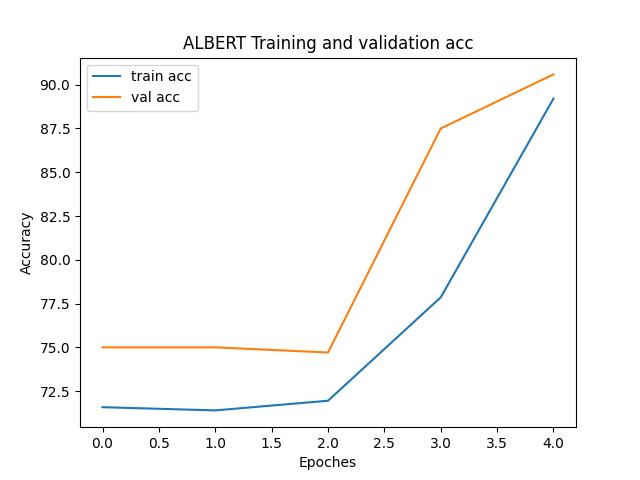 ALBERT Training and validation acc
train acc
val acc
90.0
87.5
85.0
82.5
80.0
77.5
75.0
72.5
Accuracy
0.0 0.5 1.0 1.5 2.0 2.5 3.0 3.5 4.0
Epoches